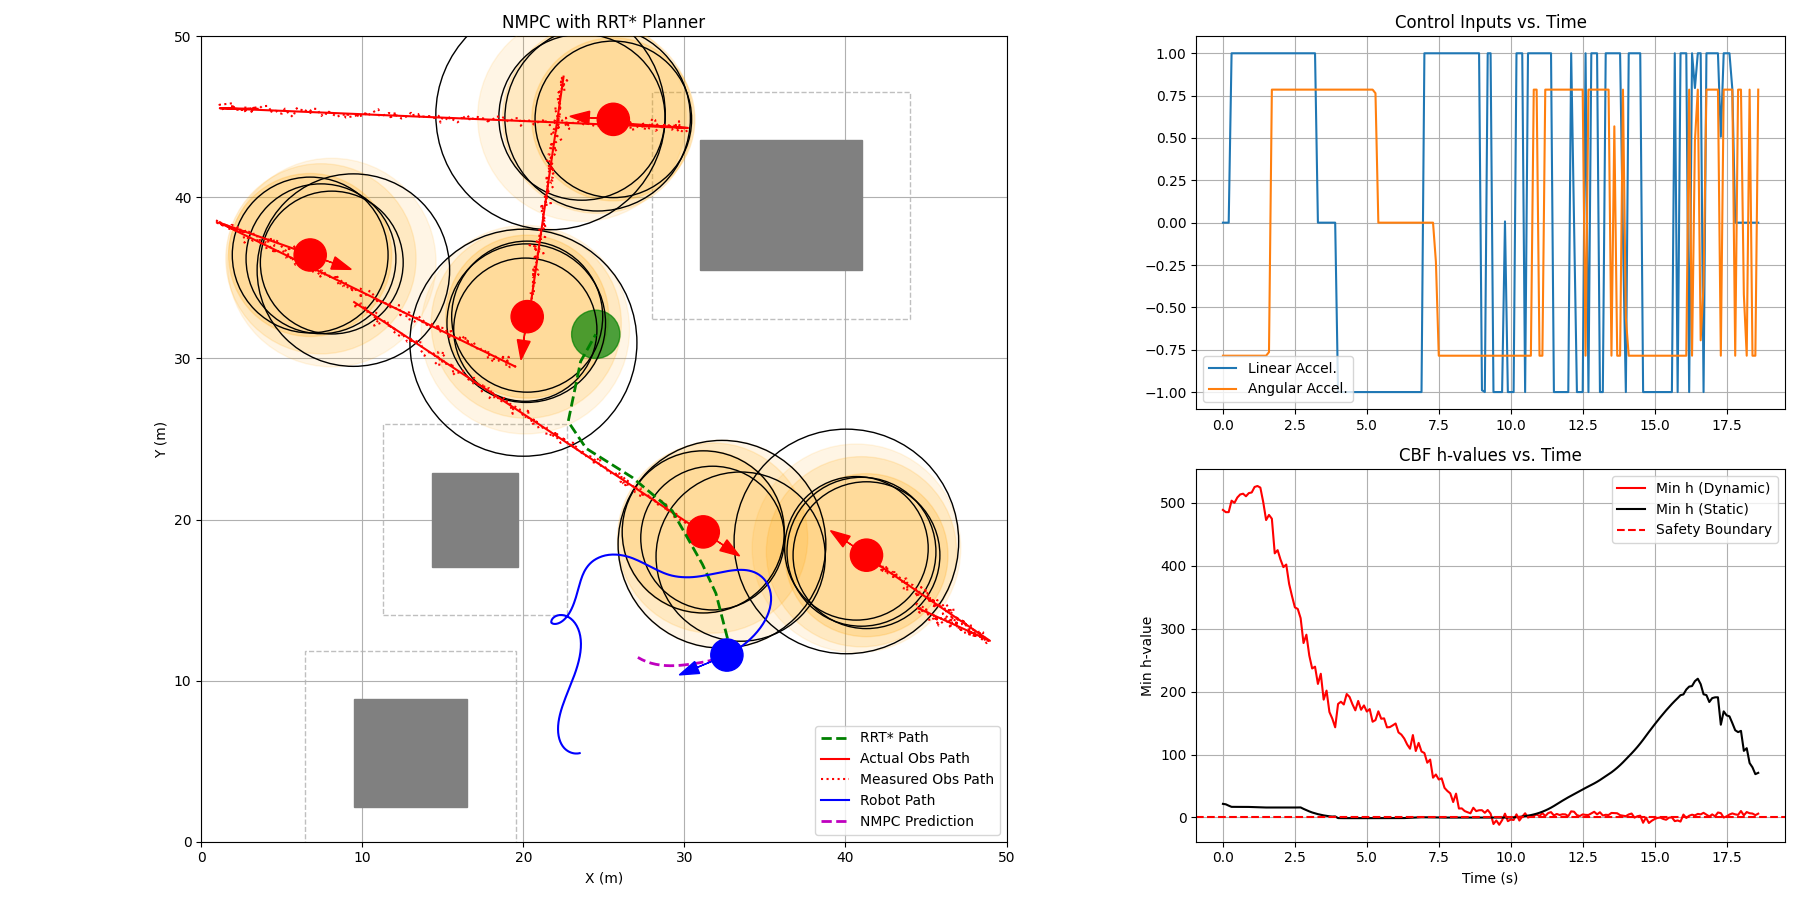 NMPC with RRT* Planner
50
40
30
20
10
0
Y (m)
0 10 20 30 40 50
X (m)
RRT* Path
Actual Obs Path
Measured Obs Path
Robot Path
NMPC Prediction
Control Inputs vs. Time
1.00
0.75
0.50
0.25
0.00
−0.25
−0.50
−0.75
−1.00
Linear Accel.
Angular Accel.
0.0 2.5 5.0 7.5 10.0 12.5 15.0 17.5
CBF h-values vs. Time
500
400
300
200
100
0
Min h-value
Min h (Dynamic)
Min h (Static)
Safety Boundary
0.0 2.5 5.0 7.5 10.0 12.5 15.0 17.5
Time (s)